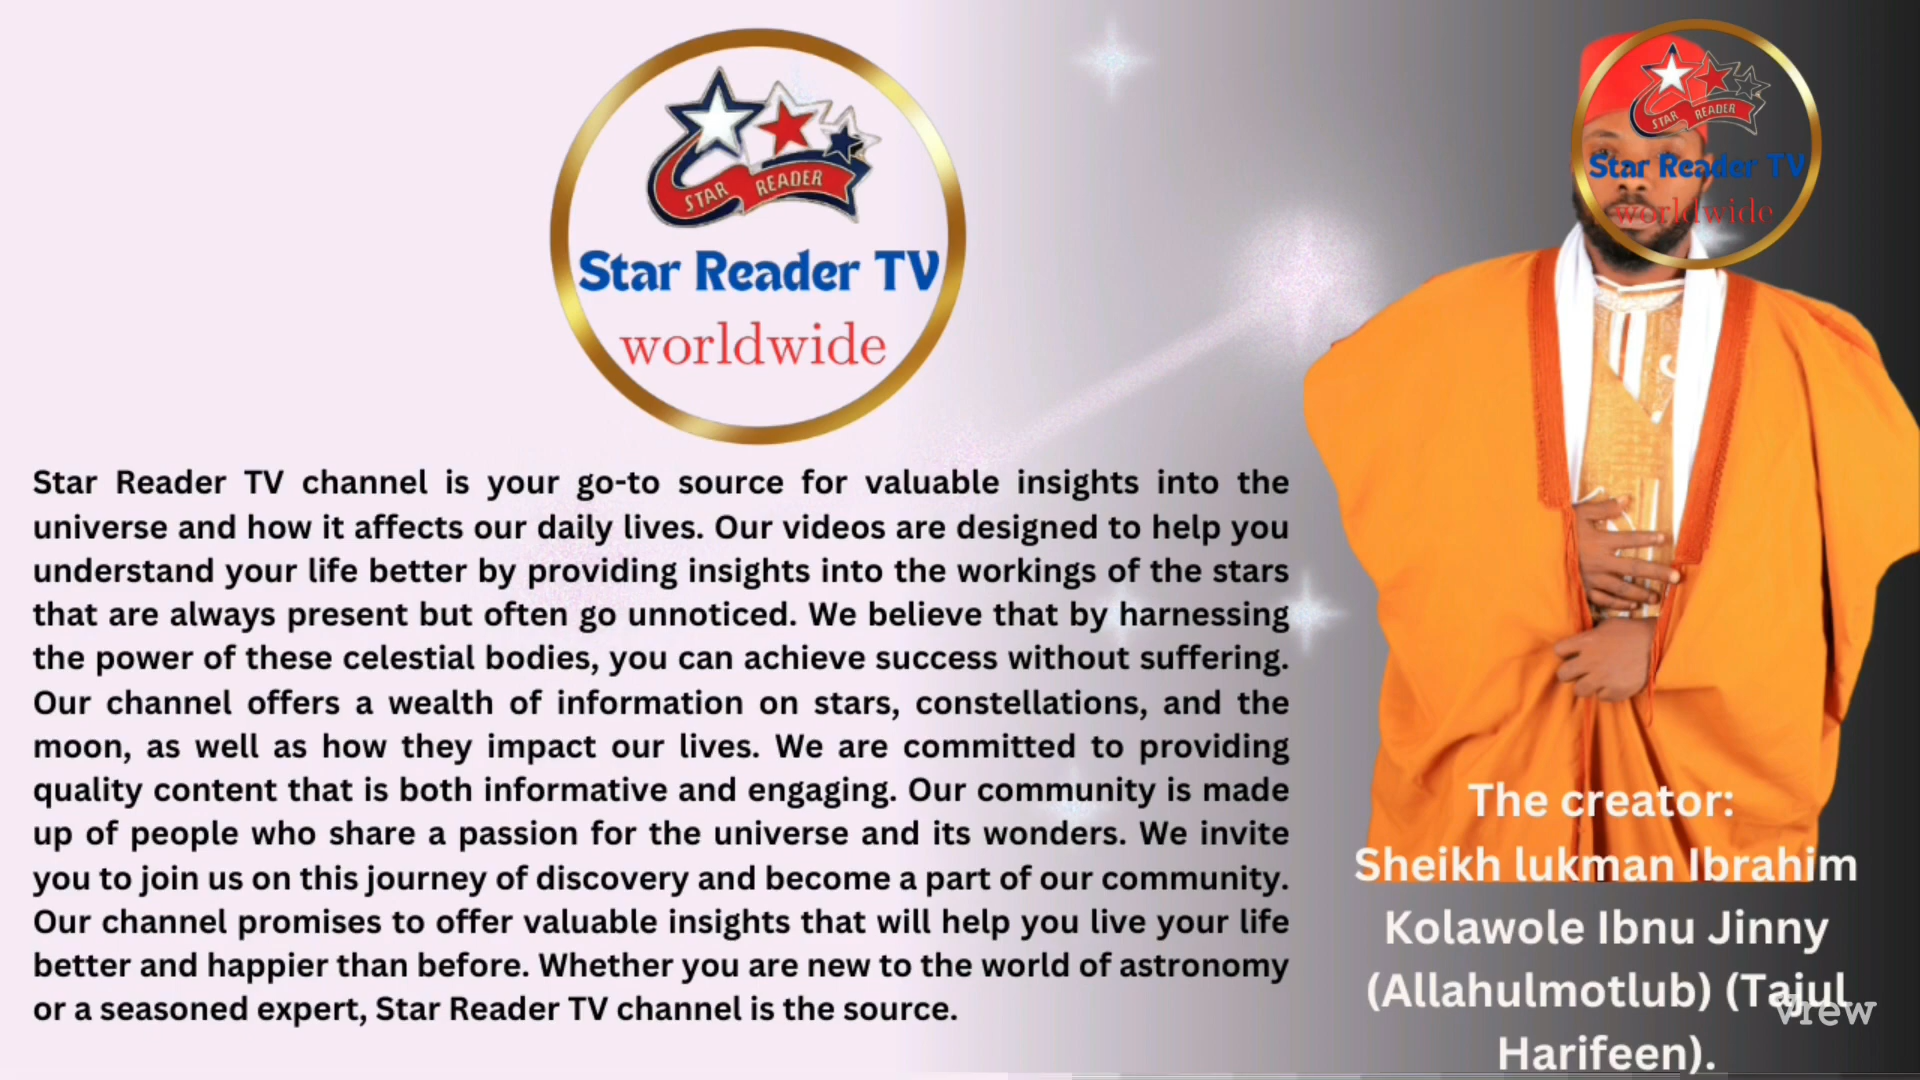 STAR READER
Star Reader TV
worldwide
STAR READER
Star Reader TV
worldwide
Star Reader TV channel is your go-to source for valuable insights into the
universe and how it affects our daily lives. Our videos are designed to help you
understand your life better by providing insights into the workings of the stars
that are always present but often go unnoticed. We believe that by harnessing
the power of these celestial bodies, you can achieve success without suffering.
Our channel offers a wealth of information on stars, constellations, and the
moon, as well as how they impact our lives. We are committed to providing
quality content that is both informative and engaging. Our community is made
up of people who share a passion for the universe and its wonders. We invite
you to join us on this journey of discovery and become a part of our community.
Our channel promises to offer valuable insights that will help you live your life
better and happier than before. Whether you are new to the world of astronomy
or a seasoned expert, Star Reader TV channel is the source.
The creator:
Sheikh lukman Ibrahim
Kolawole Ibnu Jinny
(Allahulmotlub) (Tajul
Harifeen).
Vrew